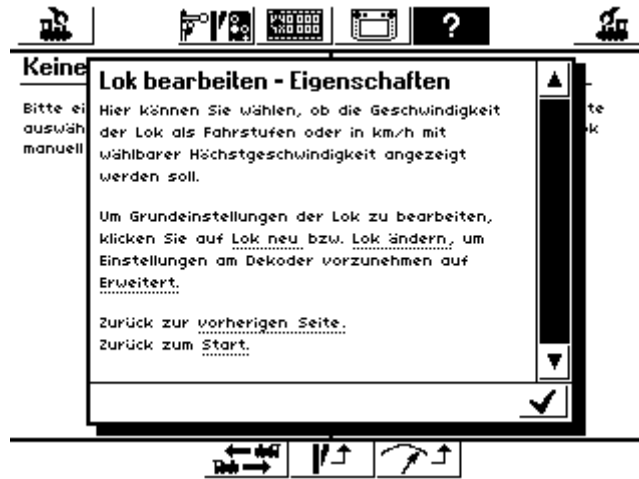 ?
Keine
Lok bearbeiten - Eigenschaften
Bitte ei
te
auswäh
k
manuell
Hier können Sie wählen, ob die Geschwindigkeit
der Lok als Fahrstufen oder in km/h mit
wählbarer Höchstgeschwindigkeit angezeigt
werden soll.
Um Grundeinstellungen der Lok zu bearbeiten,
klicken Sie auf Lok neu bzw. Lok ändern, um
Einstellungen am Dekoder vorzunehmen auf
Erweitert.
Zurück zur vorherigen Seite.
Zurück zum Start.